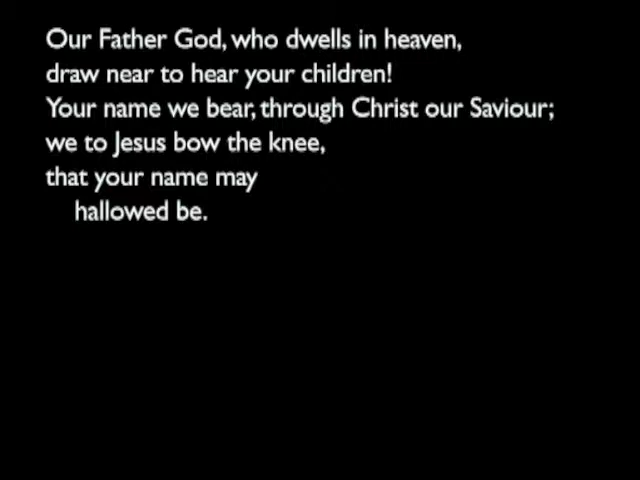 Our Father God, who dwells in heaven,
draw near to hear your children!
Your name we bear, through Christ our Saviour;
we to Jesus bow the knee,
that your name may
hallowed be.